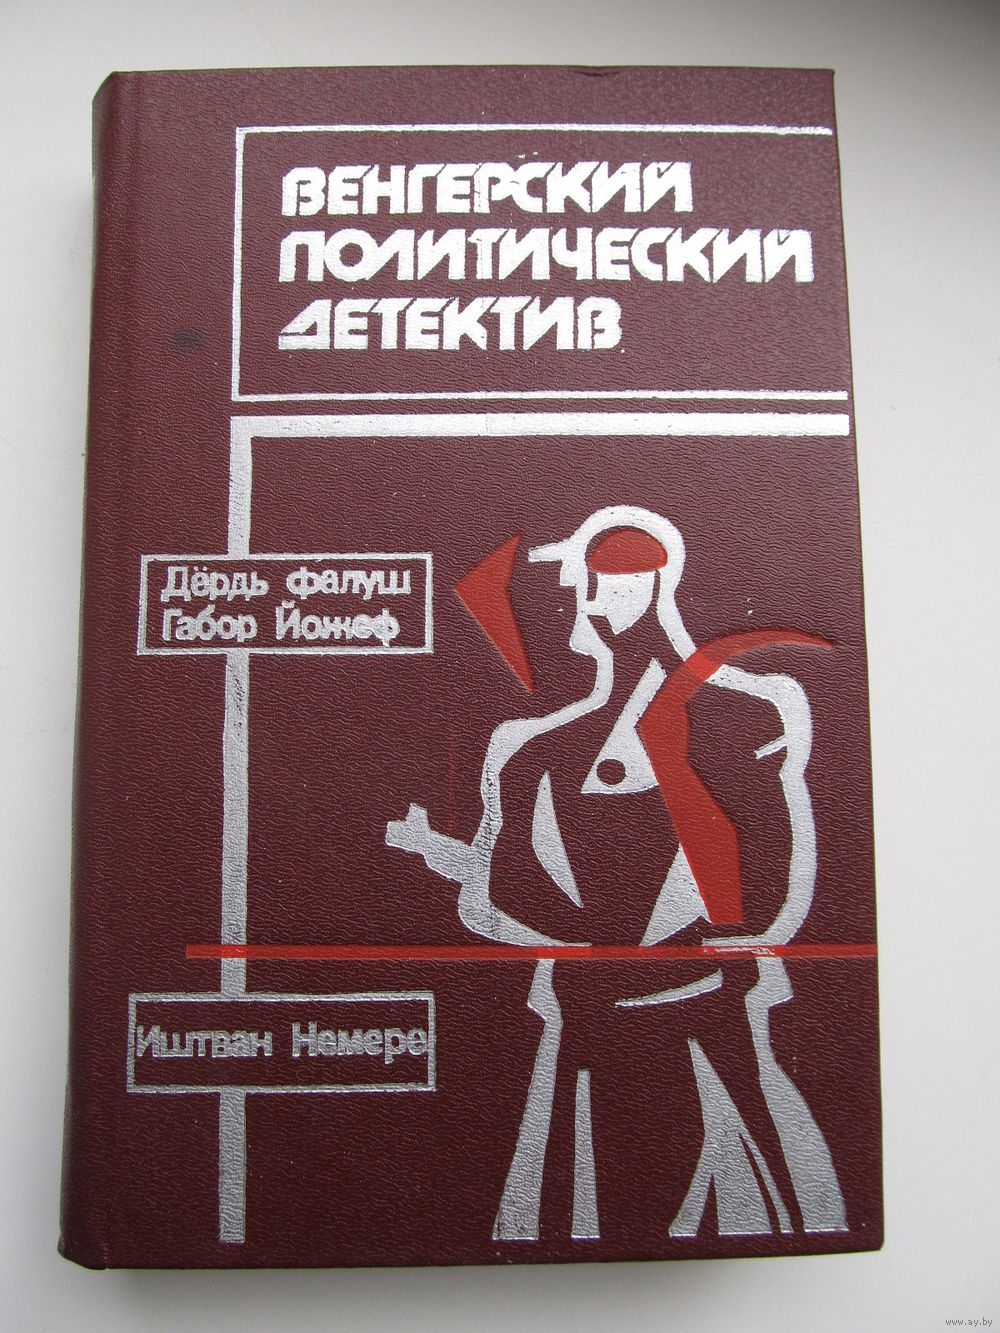 ВЕНГЕРСКИЙ
ПОЛИТИЧЕСКИЙ
ДЕТЕКТИВ
Дёрдь Фалуш
Габор Йожеф
Иштван Немере
www.ay.by